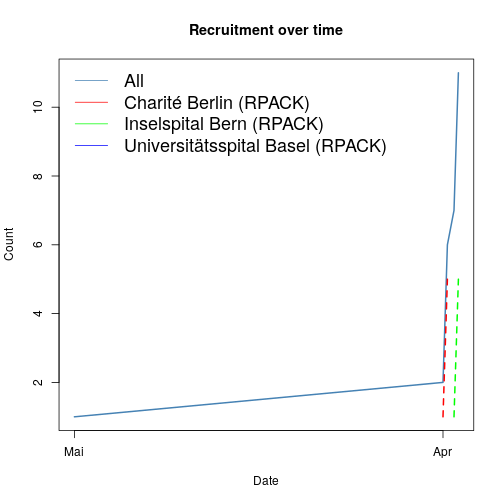 Recruitment over time
All
Charité Berlin (RPACK)
Inselspital Bern (RPACK)
Universitätsspital Basel (RPACK)
10
8
6
4
2
Count
Mai
Apr
Date